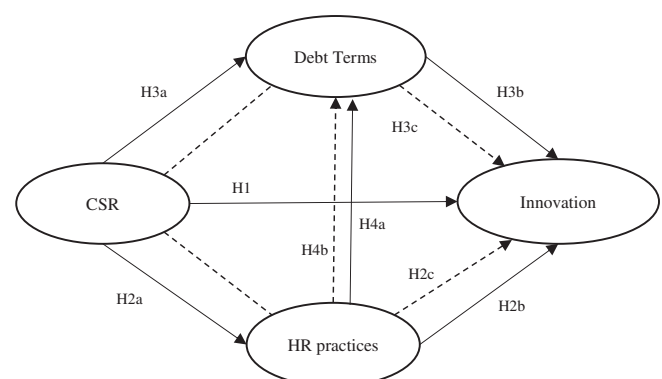 Debt Terms
H3a
H3b
H3c
H1
CSR
Innovation
H4a
H4b
H2c
H2a
H2b
HR practices